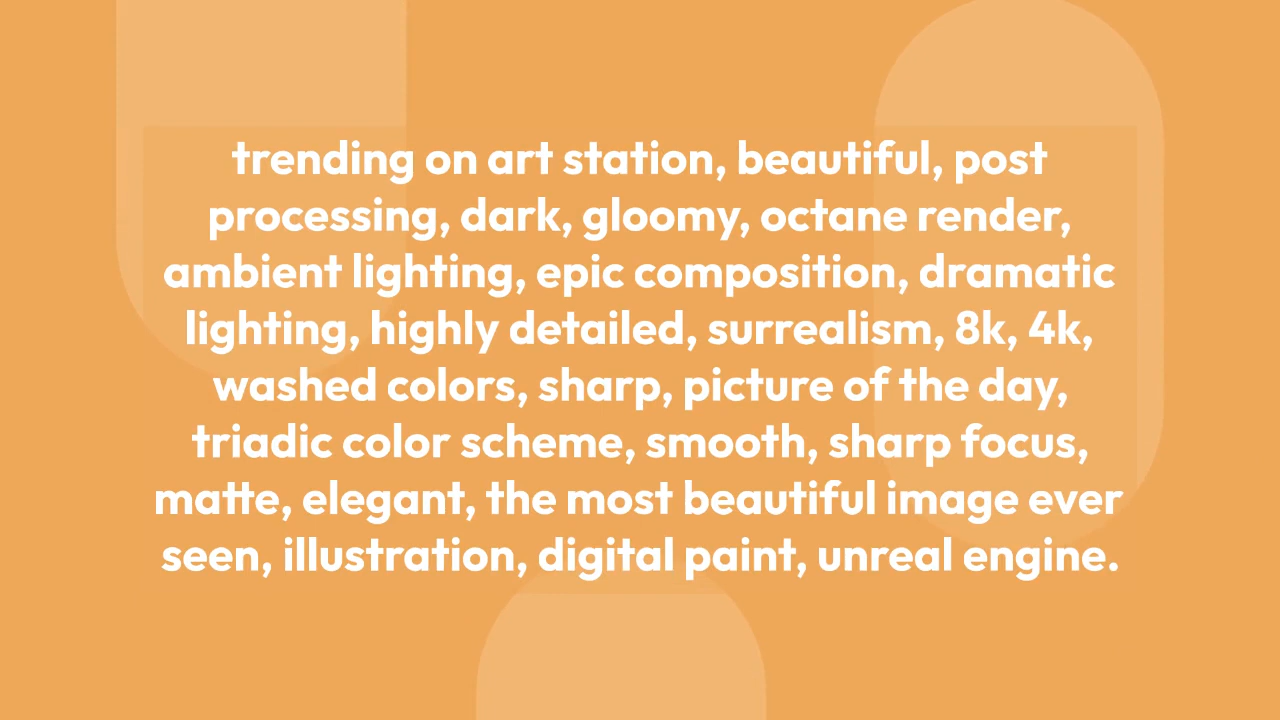 trending on art station, beautiful, post
processing, dark, gloomy, octane render,
ambient lighting, epic composition, dramatic
lighting, highly detailed, surrealism, 8k, 4k,
washed colors, sharp, picture of the day,
triadic color scheme, smooth, sharp focus,
matte, elegant, the most beautiful image ever
seen, illustration, digital paint, unreal engine.